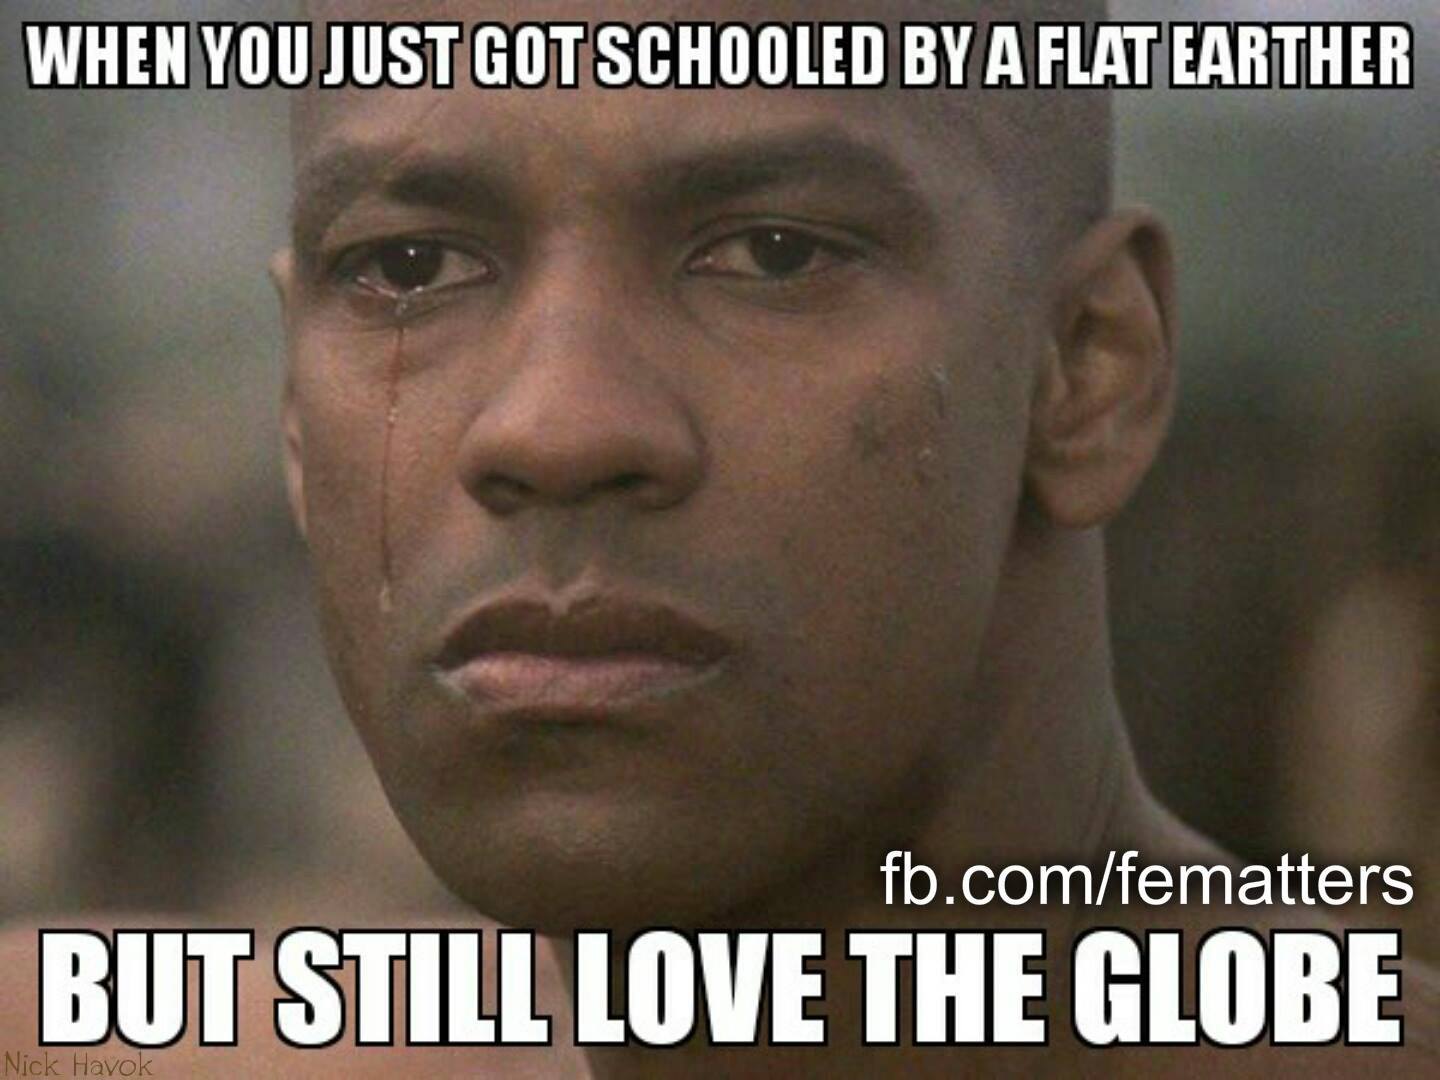 WHEN YOU JUST GOT SCHOOLED BY A FLAT EARTHER
fb.com/fematters
BUT STILL LOVE THE GLOBE
Nick Havok